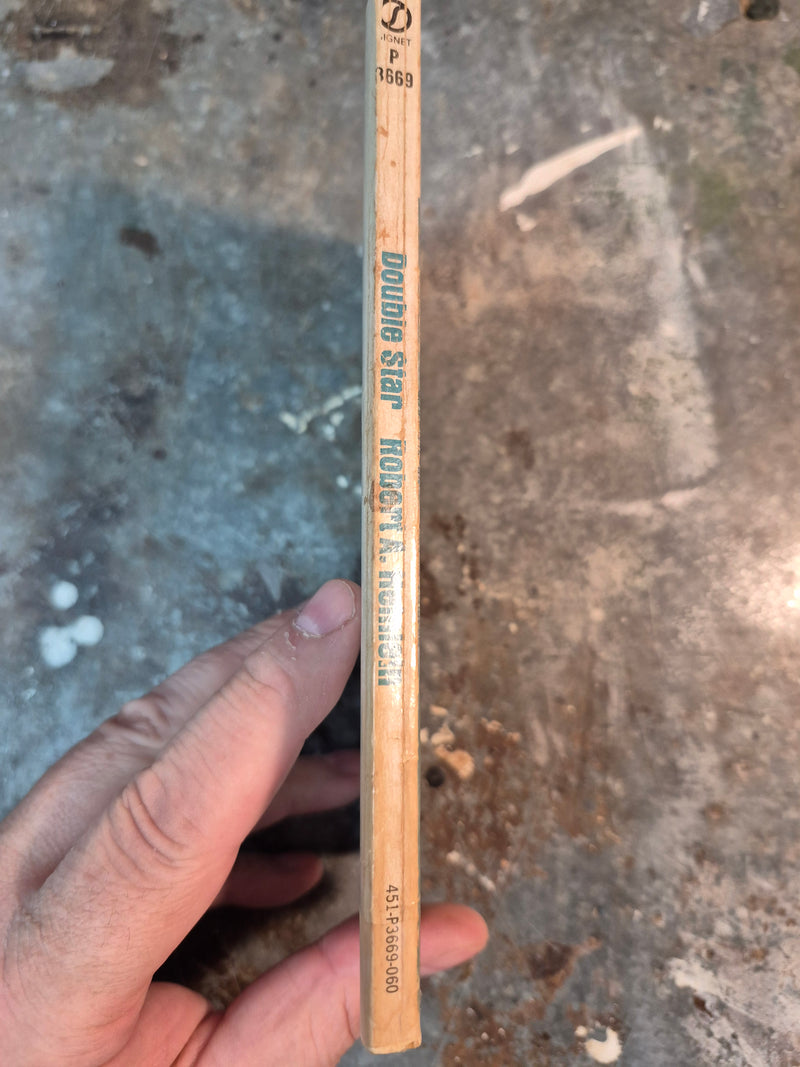 SIGNET
P
3669
Double Star Robert A. Heinlein
451-P3669-060